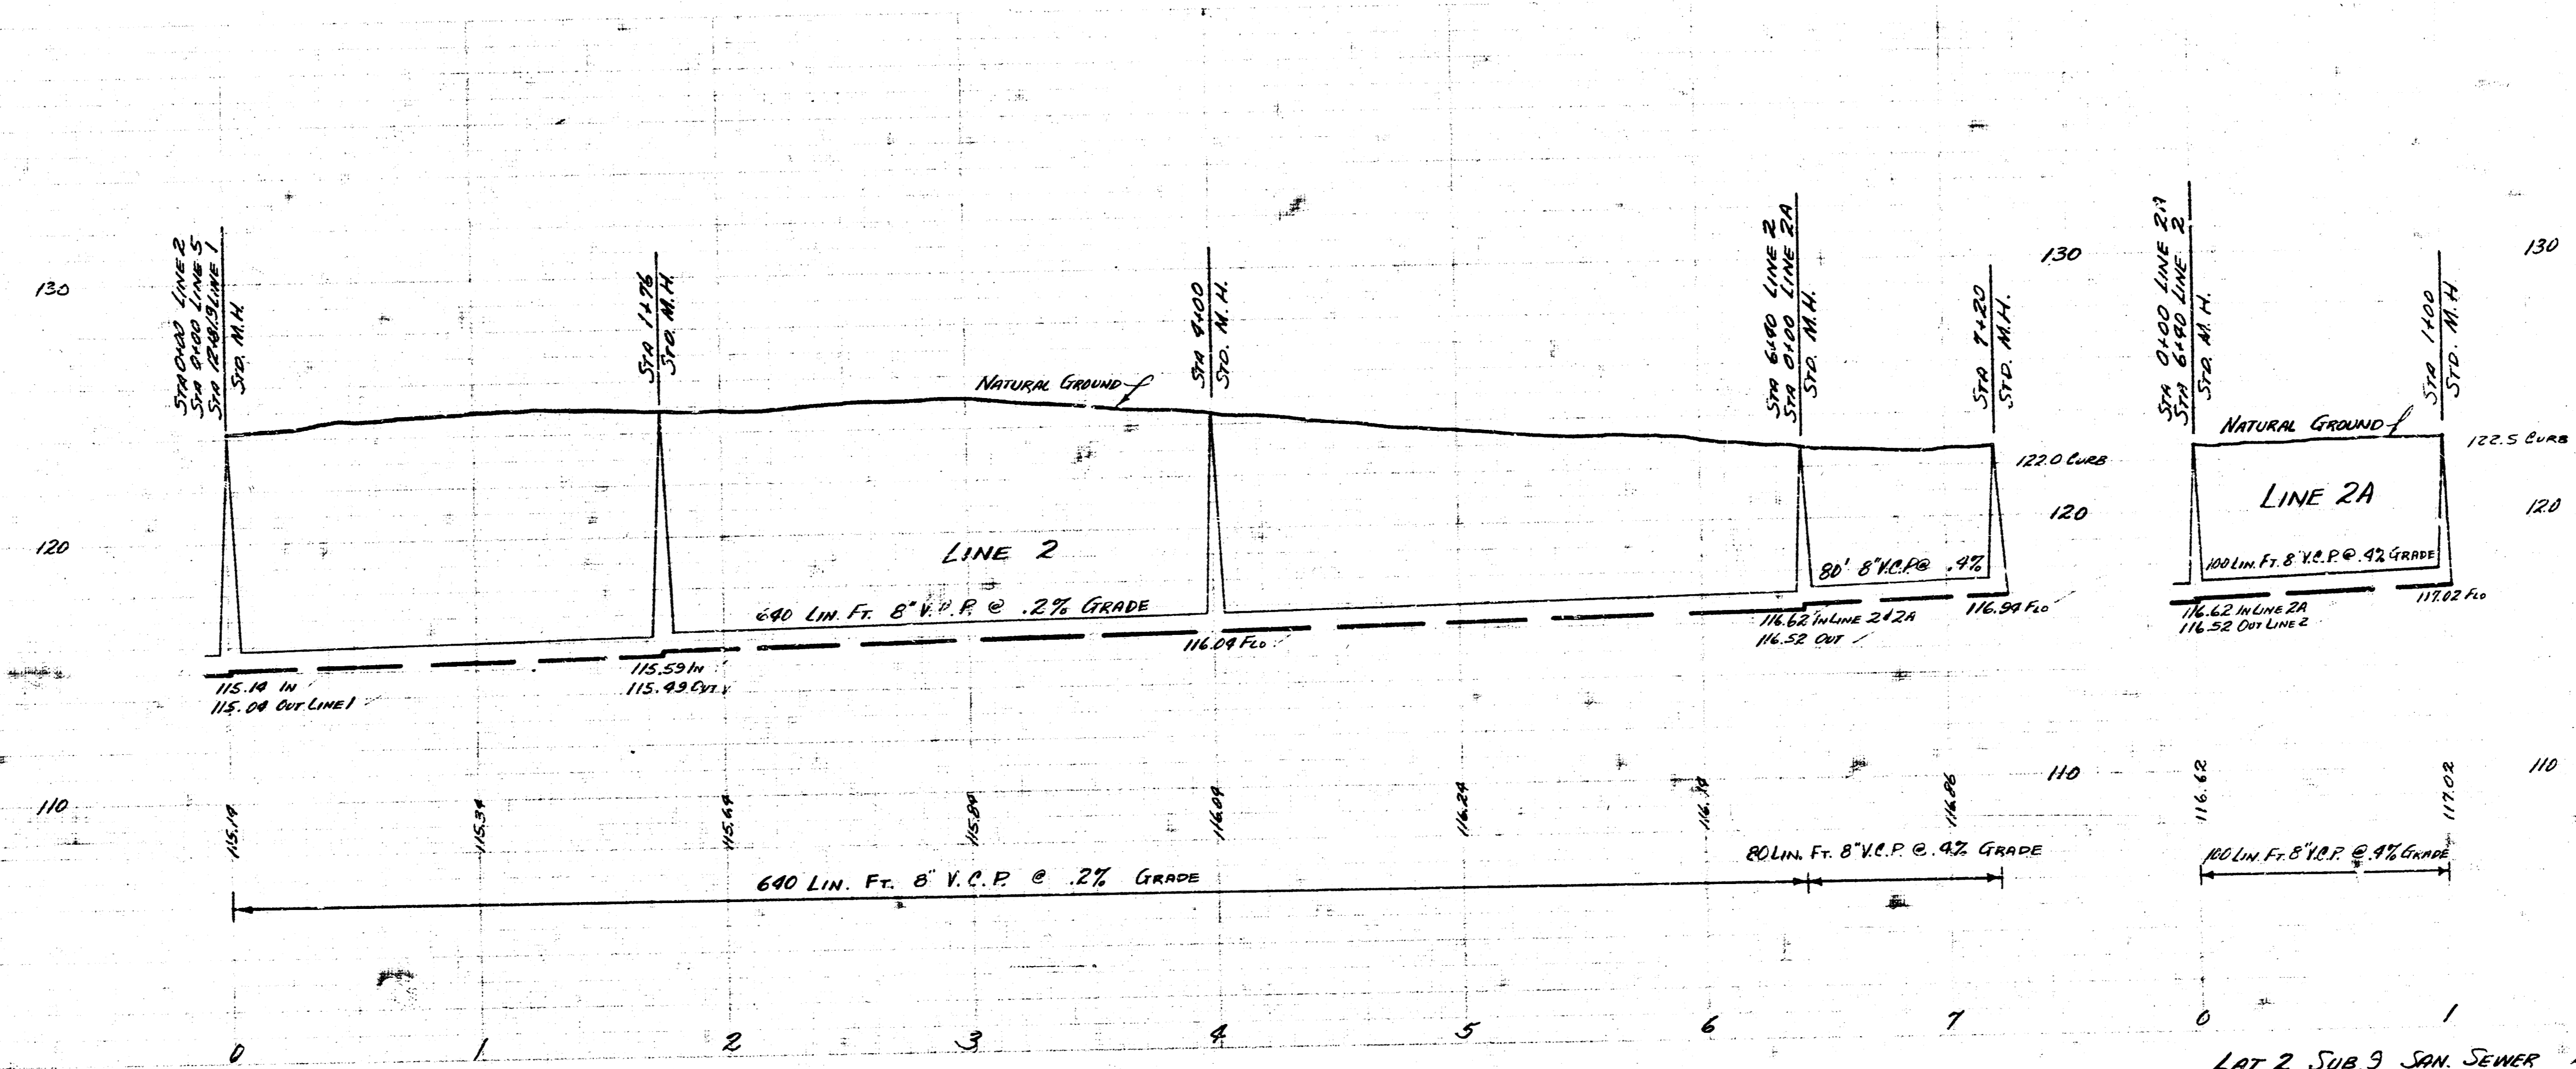 STA 0+00 LINE 2
STA 0+00 LINE 5
LINE 1
STD. M.H.
STA 1+76
STD. M.H.
STA 4+00
STD. M.H.
STA 6+40 LINE 2
STA 0+00 LINE 2A
STD. M.H.
STA 7+20
STD. M.H.
STA 0+00 LINE 2A
STA 6+40 LINE 2
STD. M.H.
STA 1+00
STD. M.H.
130
130
130
NATURAL GROUND
NATURAL GROUND
122.0 CURB
122.5 CURB
120
120
120
LINE 2
LINE 2A
640 LIN. FT. 8" V.C.P. @ .2% GRADE
80' 8" V.C.P. @ .4%
100 LIN. FT. 8" V.C.P. @ .4% GRADE
115.14 IN
115.04 OUT LINE 1
115.59 IN
115.49 OUT
116.04 FLO
116.62 IN LINE 2 & 2A
116.52 OUT
116.94 FLO
116.62 IN LINE 2A
116.52 OUT LINE 2
117.02 FLO
110
110
110
115.14
115.34
115.64
115.84
116.04
116.24
116.86
116.62
117.02
640 LIN. FT. 8" V.C.P. @ .2% GRADE
80 LIN. FT. 8" V.C.P. @ .4% GRADE
100 LIN. FT. 8" V.C.P. @ .4% GRADE
0 1 2 3 4 5 6 7 0 1
LAT 2 SUB 9 SAN. SEWER